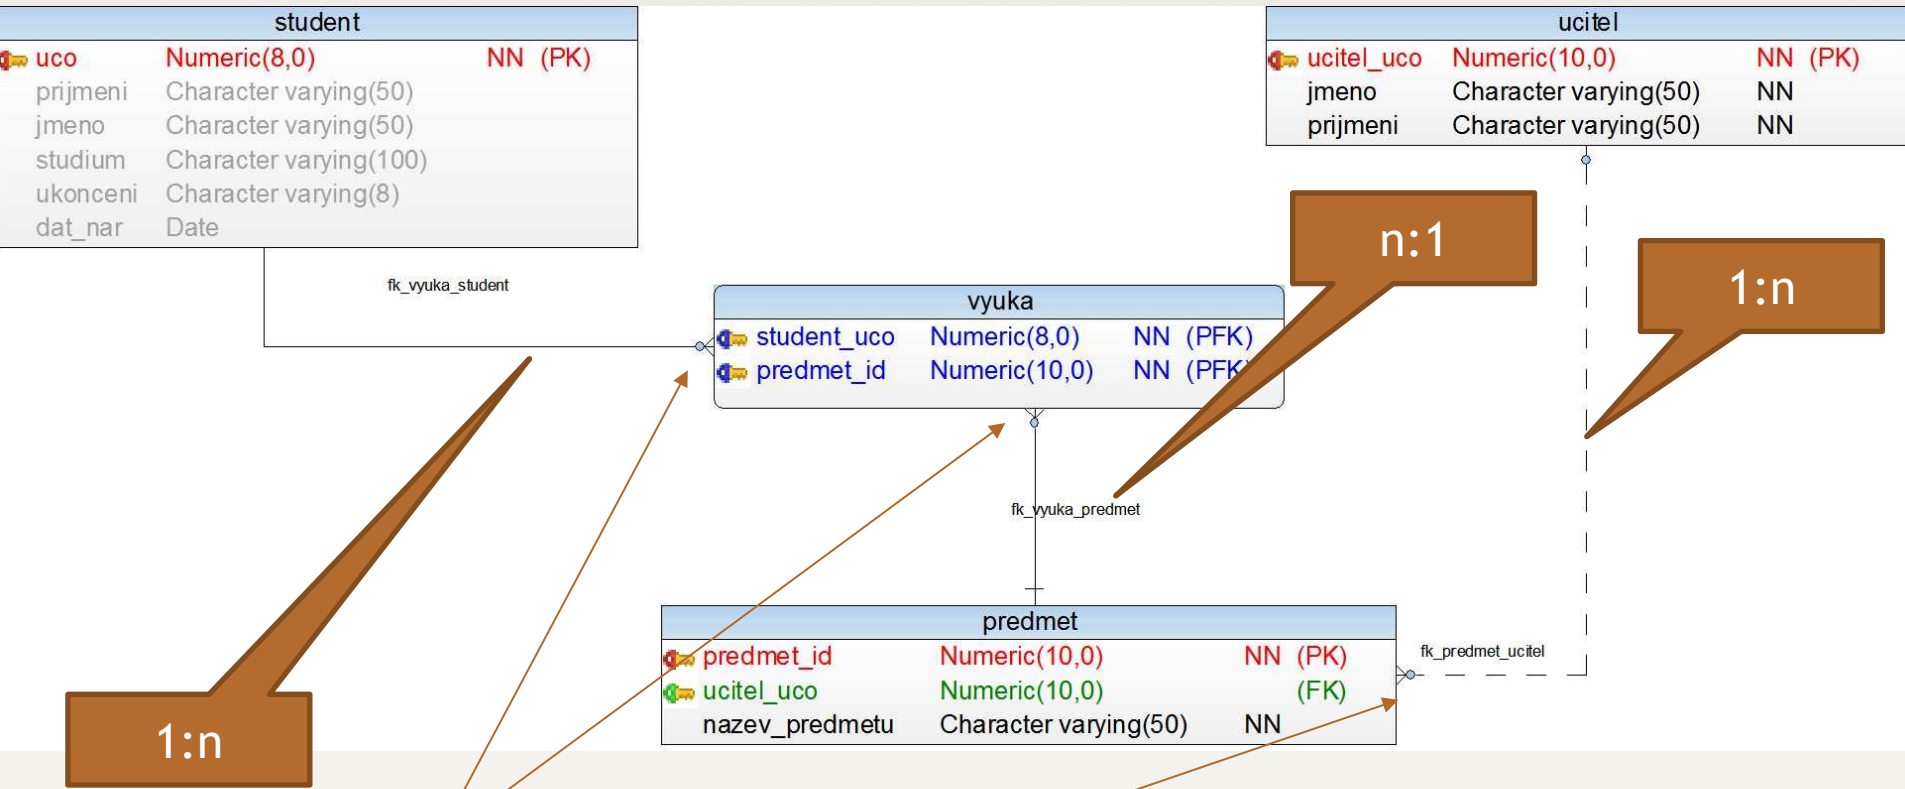 student
uco Numeric(8,0) NN (PK)
prijmeni Character varying(50)
jmeno Character varying(50)
studium Character varying(100)
ukonceni Character varying(8)
dat_nar Date
ucitel
ucitel_uco Numeric(10,0) NN (PK)
jmeno Character varying(50) NN
prijmeni Character varying(50) NN
n:1
1:n
fk_vyuka_student
vyuka
student_uco Numeric(8,0) NN (PFK)
predmet_id Numeric(10,0) NN (PFK)
fk_vyuka_predmet
predmet
predmet_id Numeric(10,0) NN (PK)
ucitel_uco Numeric(10,0) (FK)
nazev_predmetu Character varying(50) NN
fk_predmet_ucitel
1:n